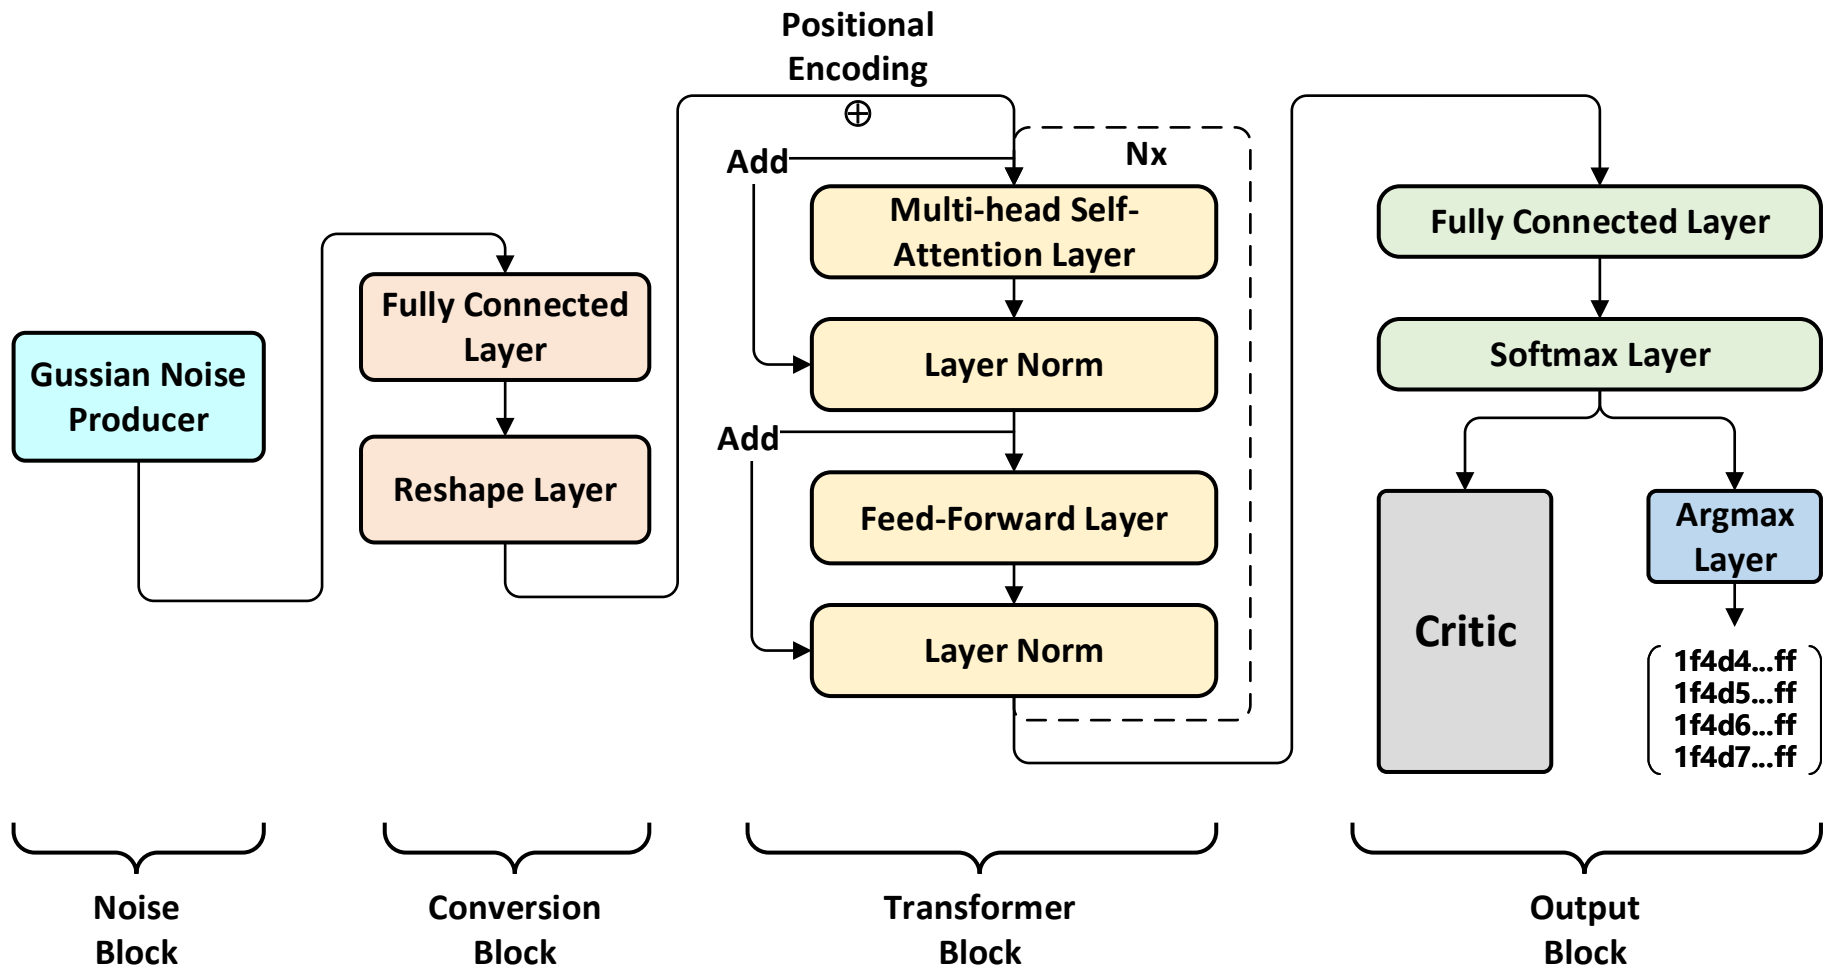 Positional
Encoding
Add
Nx
Multi-head Self-
Attention Layer
Layer Norm
Add
Feed-Forward Layer
Layer Norm
Gussian Noise
Producer
Fully Connected
Layer
Reshape Layer
Fully Connected Layer
Softmax Layer
Critic
Argmax
Layer
1f4d4...ff
1f4d5...ff
1f4d6...ff
1f4d7...ff
Noise
Block
Conversion
Block
Transformer
Block
Output
Block